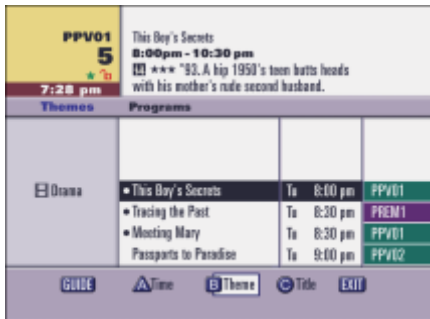 PPV01
5
7:28 pm
This Boy's Secrets
8:00pm - 10:30 pm
*** "93. A hip 1950's teen butts heads
with his mother's rude second husband.
Themes Programs
Drama
• This Boy's Secrets Tu 8:00 pm PPV01
• Tracing the Past Tu 8:30 pm PREM1
• Meeting Mary Tu 8:30 pm PPV01
Passports to Paradise Tu 9:00 pm PPV02
GUIDE A Time B Theme C Title EXIT